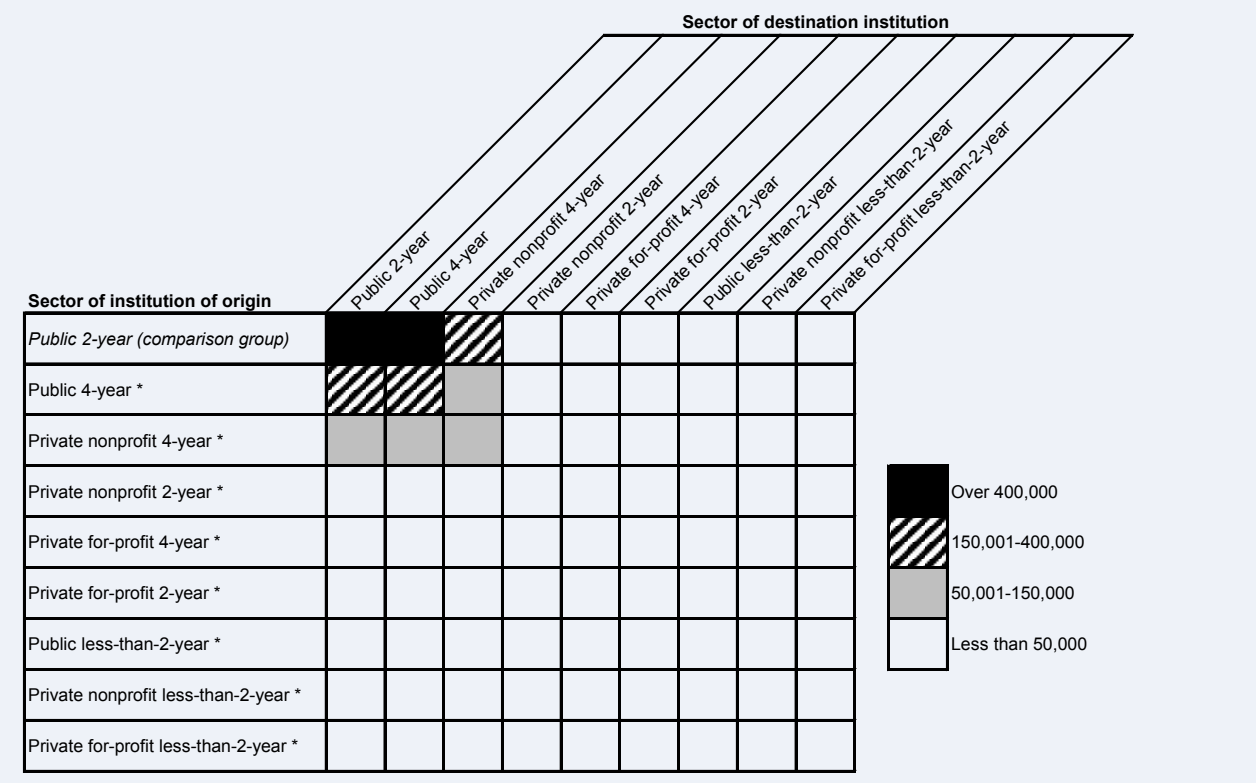 Sector of destination institution
Public 2-year
Public 4-year
Private nonprofit 4-year
Private nonprofit 2-year
Private for-profit 4-year
Private for-profit 2-year
Public less-than-2-year
Private nonprofit less-than-2-year
Private for-profit less-than-2-year
Sector of institution of origin
Public 2-year (comparison group)
Public 4-year *
Private nonprofit 4-year *
Private nonprofit 2-year *
Private for-profit 4-year *
Private for-profit 2-year *
Public less-than-2-year *
Private nonprofit less-than-2-year *
Private for-profit less-than-2-year *
Over 400,000
150,001-400,000
50,001-150,000
Less than 50,000